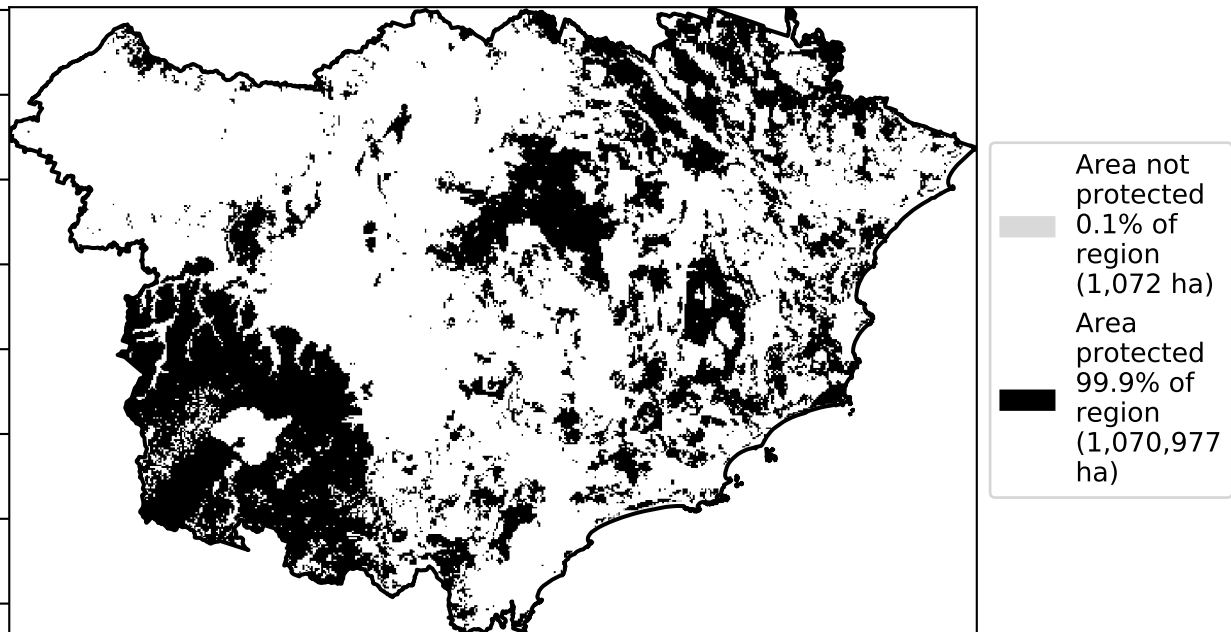 Area not
protected
0.1% of
region
(1,072 ha)
Area
protected
99.9% of
region
(1,070,977
ha)